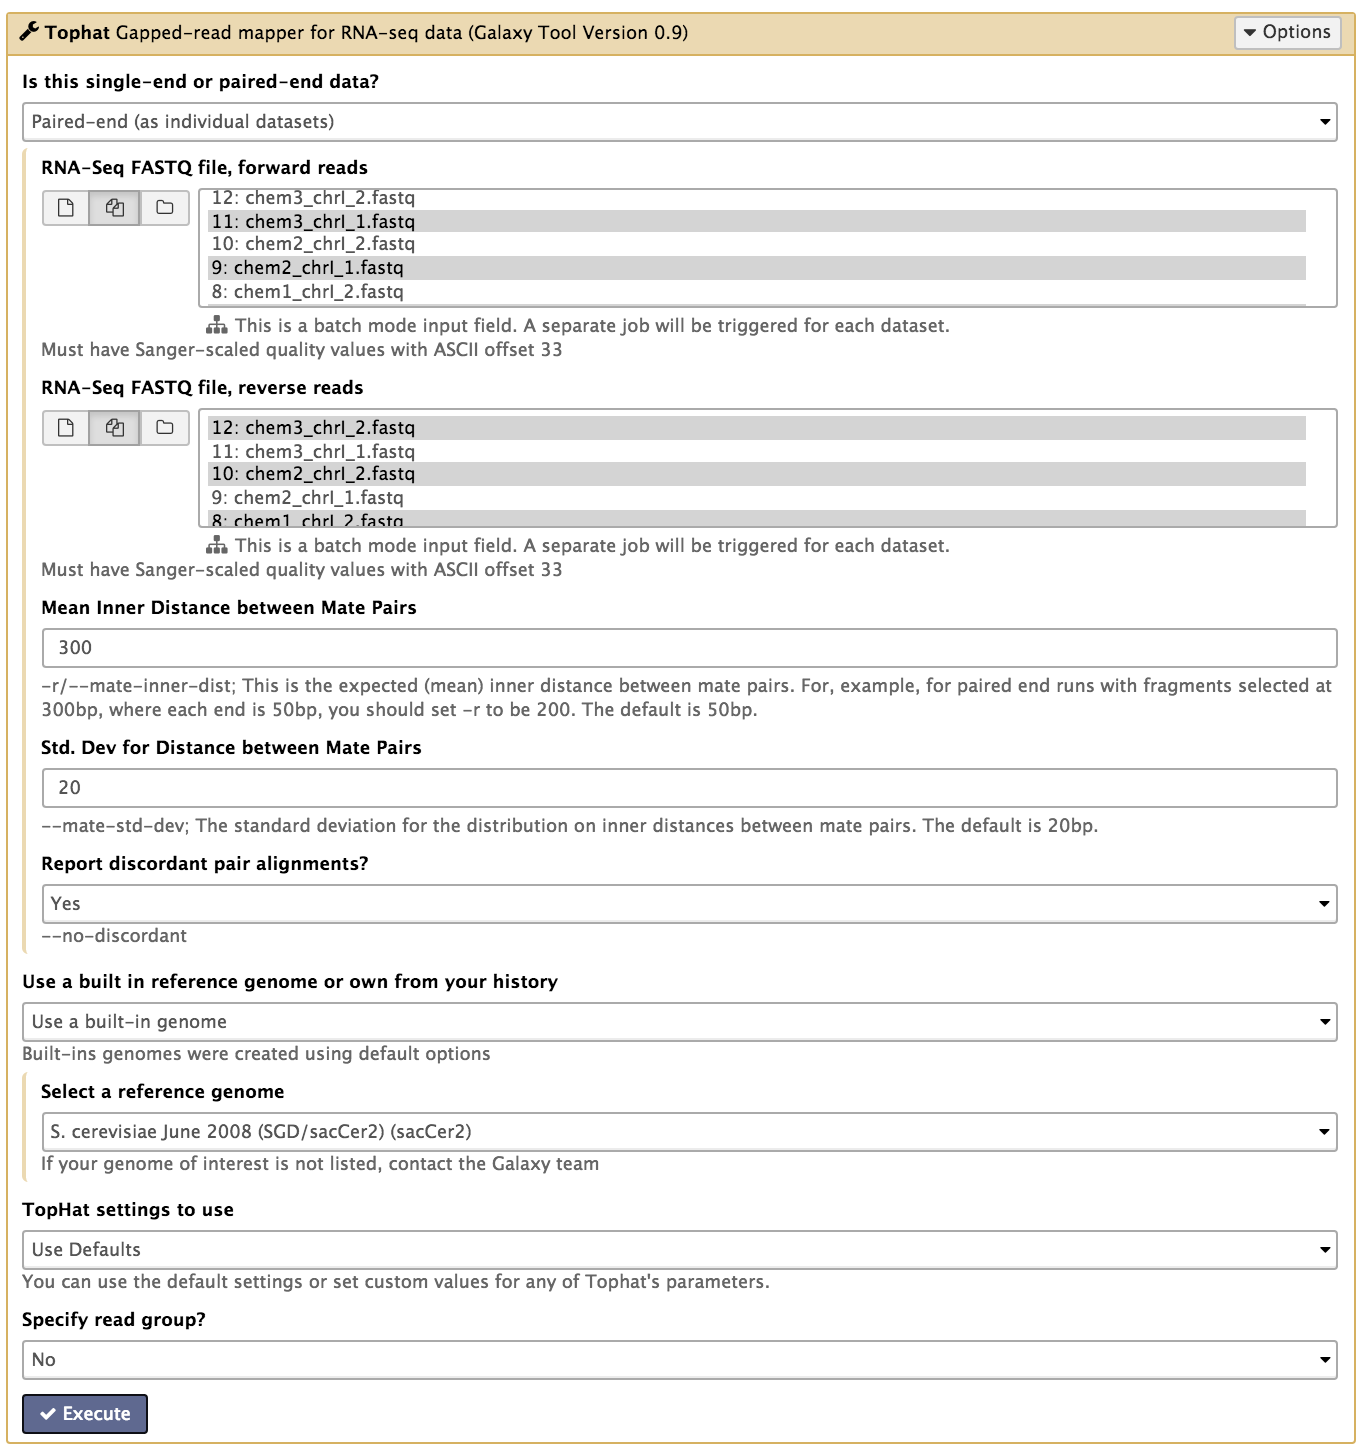 Tophat Gapped-read mapper for RNA-seq data (Galaxy Tool Version 0.9)
Options
Is this single-end or paired-end data?
Paired-end (as individual datasets)
RNA-Seq FASTQ file, forward reads
12: chem3_chrI_2.fastq
11: chem3_chrI_1.fastq
10: chem2_chrI_2.fastq
9: chem2_chrI_1.fastq
8: chem1_chrI_2.fastq
This is a batch mode input field. A separate job will be triggered for each dataset.
Must have Sanger-scaled quality values with ASCII offset 33
RNA-Seq FASTQ file, reverse reads
12: chem3_chrI_2.fastq
11: chem3_chrI_1.fastq
10: chem2_chrI_2.fastq
9: chem2_chrI_1.fastq
8: chem1_chrI_2.fastq
This is a batch mode input field. A separate job will be triggered for each dataset.
Must have Sanger-scaled quality values with ASCII offset 33
Mean Inner Distance between Mate Pairs
300
-r/--mate-inner-dist; This is the expected (mean) inner distance between mate pairs. For, example, for paired end runs with fragments selected at
300bp, where each end is 50bp, you should set -r to be 200. The default is 50bp.
Std. Dev for Distance between Mate Pairs
20
--mate-std-dev; The standard deviation for the distribution on inner distances between mate pairs. The default is 20bp.
Report discordant pair alignments?
Yes
--no-discordant
Use a built in reference genome or own from your history
Use a built-in genome
Built-ins genomes were created using default options
Select a reference genome
S. cerevisiae June 2008 (SGD/sacCer2) (sacCer2)
If your genome of interest is not listed, contact the Galaxy team
TopHat settings to use
Use Defaults
You can use the default settings or set custom values for any of Tophat's parameters.
Specify read group?
No
Execute